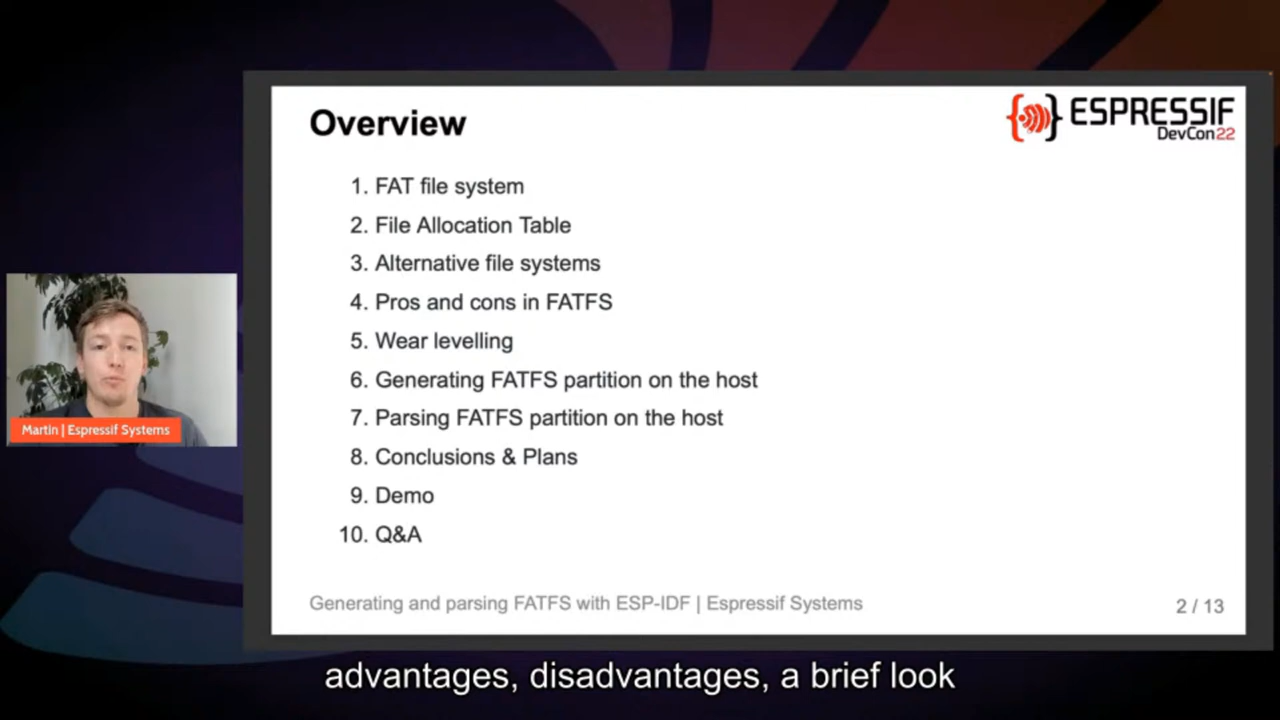 Overview
ESPRESSIF
DevCon22
1. FAT file system
2. File Allocation Table
3. Alternative file systems
4. Pros and cons in FATFS
5. Wear levelling
6. Generating FATFS partition on the host
7. Parsing FATFS partition on the host
8. Conclusions & Plans
9. Demo
10. Q&A
Martin | Espressif Systems
Generating and parsing FATFS with ESP-IDF | Espressif Systems
2 / 13
advantages, disadvantages, a brief look